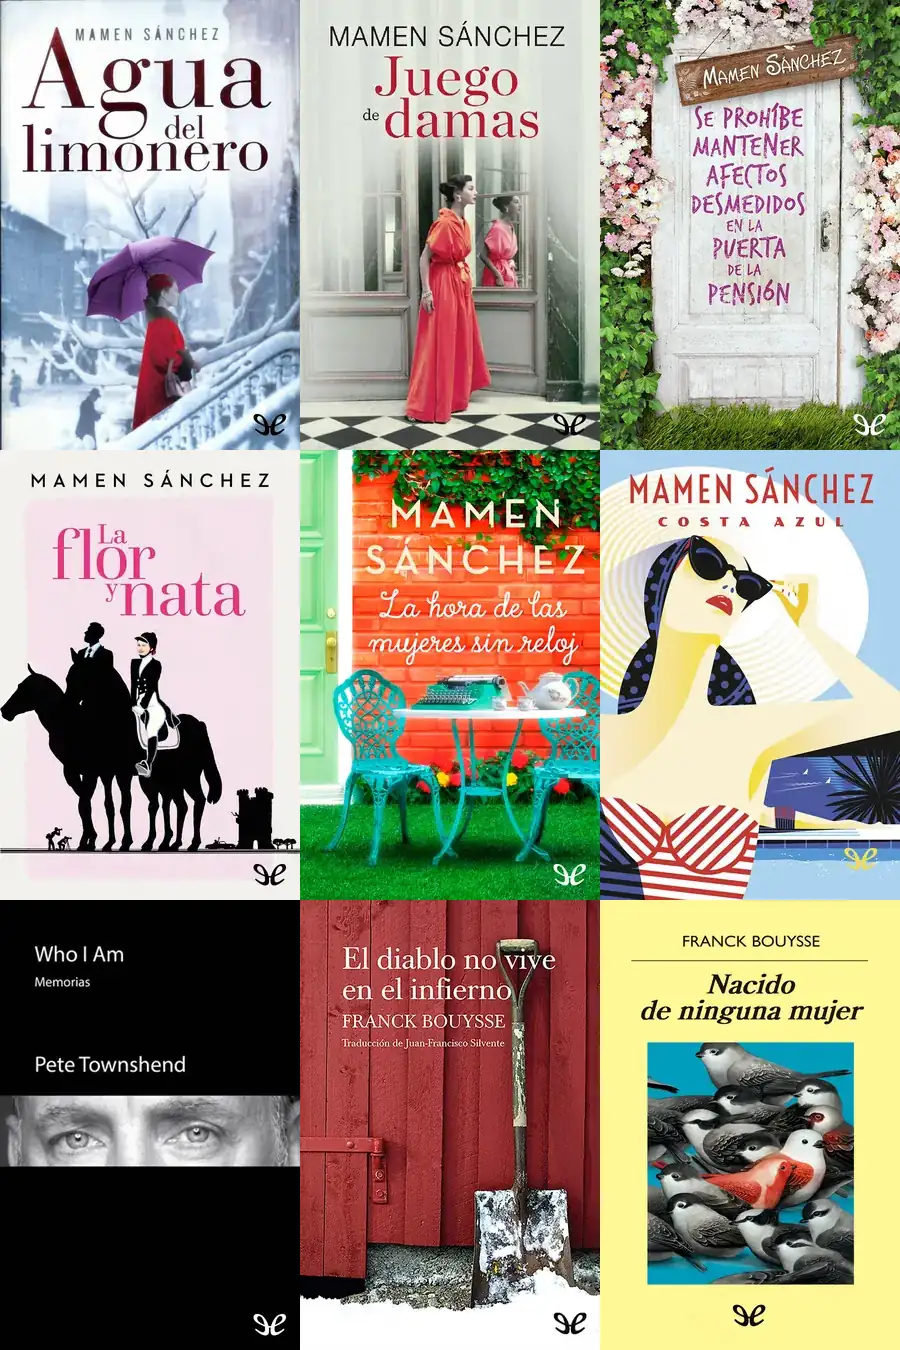 MAMEN SÁNCHEZ
Agua
del
limonero
MAMEN SÁNCHEZ
Juego
de damas
MAMEN SÁNCHEZ
SE PROHÍBE
MANTENER
AFECTOS
DESMEDIDOS
EN LA
PUERTA
DE LA
PENSIÓN
MAMEN SÁNCHEZ
La
flor
y nata
MAMEN
SÁNCHEZ
La hora de las
mujeres sin reloj
MAMEN SÁNCHEZ
COSTA AZUL
Who I Am
Memorias
Pete Townshend
El diablo no vive
en el infierno
FRANCK BOUYSSE
Traducción de Juan-Francisco Silvente
FRANCK BOUYSSE
Nacido
de ninguna mujer